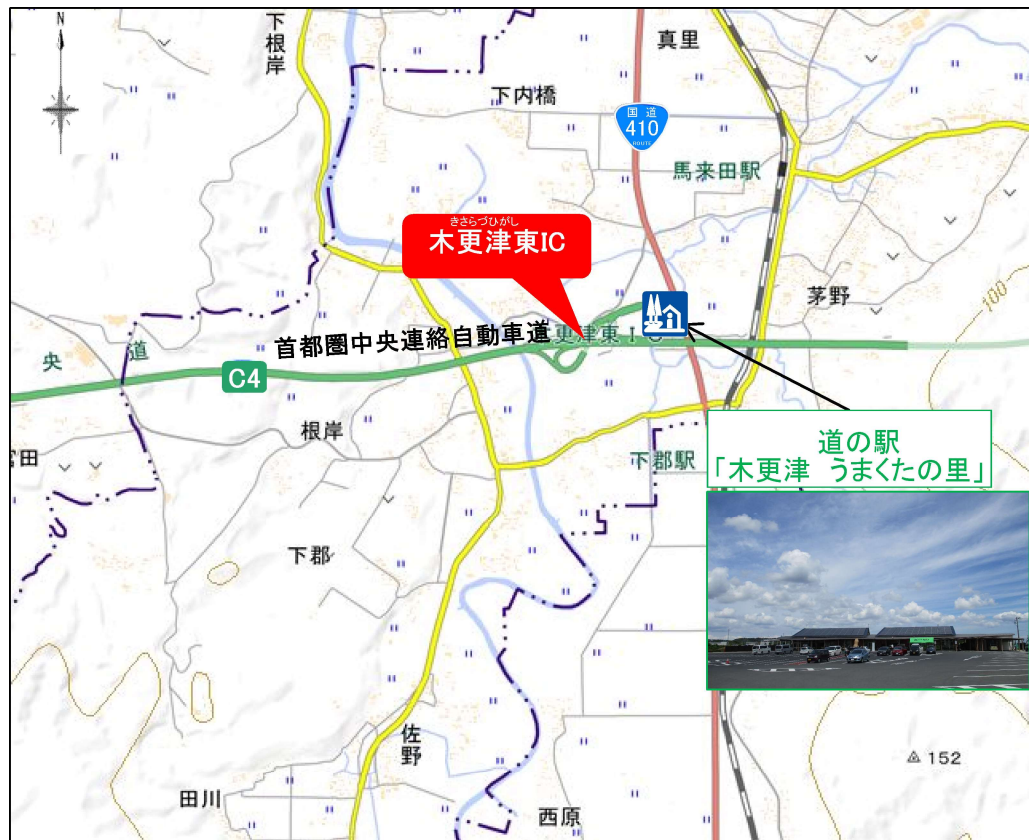 N
下根岸
真里
下内橋
国道
410
ROUTE
馬来田駅
きさらづひがし
木更津東IC
茅野
100
首都圏中央連絡自動車道
更津東IC
央道
C4
根岸
宮田
道の駅
「木更津 うまくたの里」
下郡駅
下郡
佐野
152
田川
西原